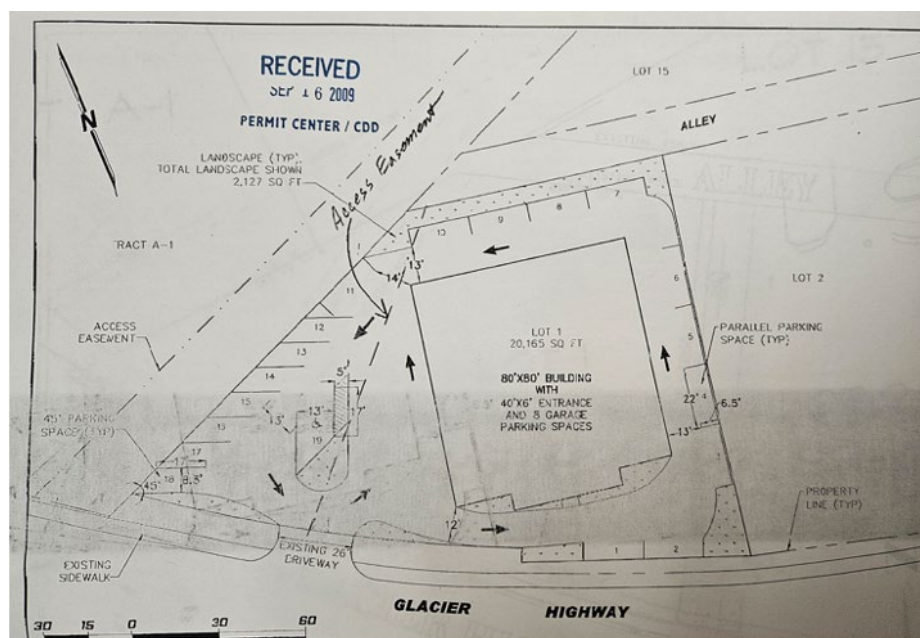 RECEIVED
SEP 16 2009
PERMIT CENTER / CDD
N
LANDSCAPE (TYP).
TOTAL LANDSCAPE SHOWN
2,127 SQ FT
Access Easement
LOT 15
ALLEY
TRACT A-1
LOT 2
10
9
8
7
13'
14'
11
12
13
14
15
16
17
18
ACCESS
EASEMENT
LOT 1
20,165 SQ FT
80'X80' BUILDING
WITH
40'X6' ENTRANCE
AND 8 GARAGE
PARKING SPACES
6
5
PARALLEL PARKING
SPACE (TYP)
22'
4
6.5'
13'
5'
13'
17'
13'
19
45' PARKING
SPACE (TYP)
17'
8.3'
45°
12'
1
2
PROPERTY
LINE (TYP)
EXISTING
SIDEWALK
EXISTING 26'
DRIVEWAY
GLACIER HIGHWAY
30 15 0 30 60